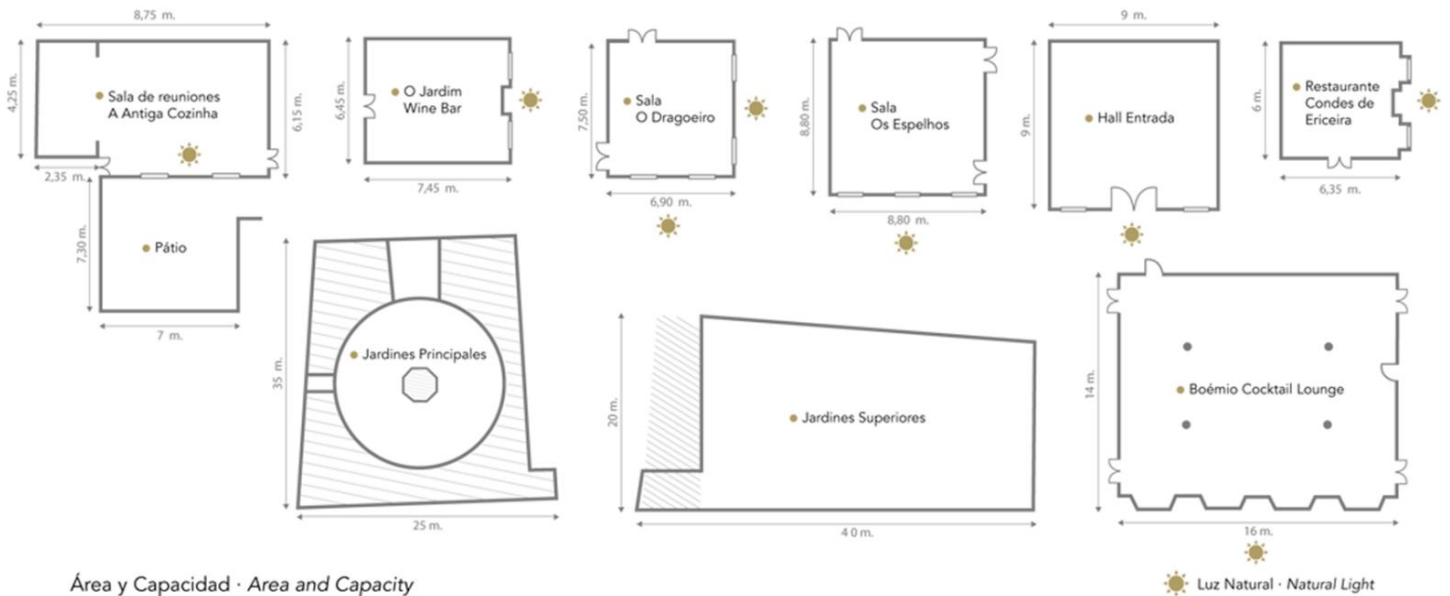 8,75 m.
4,25 m.
Sala de reuniones
A Antiga Cozinha
6,15 m.
2,35 m.
7,30 m.
Pátio
7 m.
6,45 m.
O Jardim
Wine Bar
7,45 m.
7,50 m.
Sala
O Dragoeiro
6,90 m.
8,80 m.
Sala
Os Espelhos
8,80 m.
9 m.
9 m.
Hall Entrada
6 m.
Restaurante
Condes de
Ericeira
6,35 m.
35 m.
Jardines Principales
25 m.
20 m.
Jardines Superiores
40 m.
14 m.
Boémio Cocktail Lounge
16 m.
Área y Capacidad · Area and Capacity
Luz Natural · Natural Light